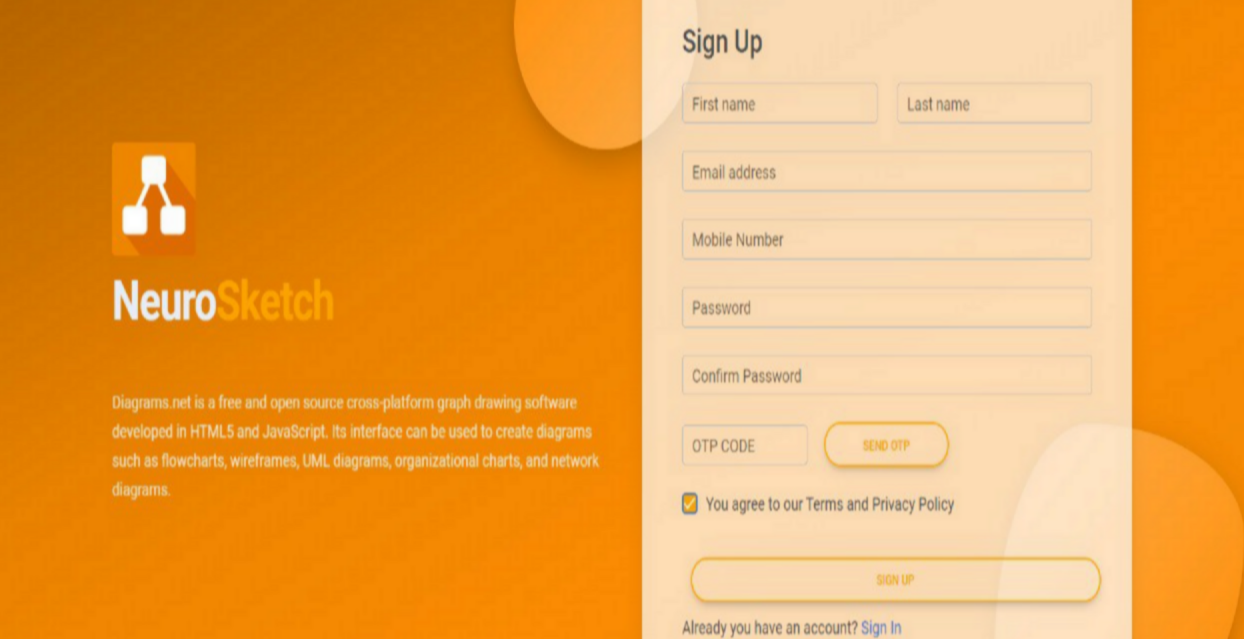 NeuroSketch
Diagrams.net is a free and open source cross-platform graph drawing software
developed in HTML5 and JavaScript. Its interface can be used to create diagrams
such as flowcharts, wireframes, UML diagrams, organizational charts, and network
diagrams.
Sign Up
First name Last name
Email address
Mobile Number
Password
Confirm Password
OTP CODE SEND OTP
You agree to our Terms and Privacy Policy
SIGN UP
Already you have an account? Sign In